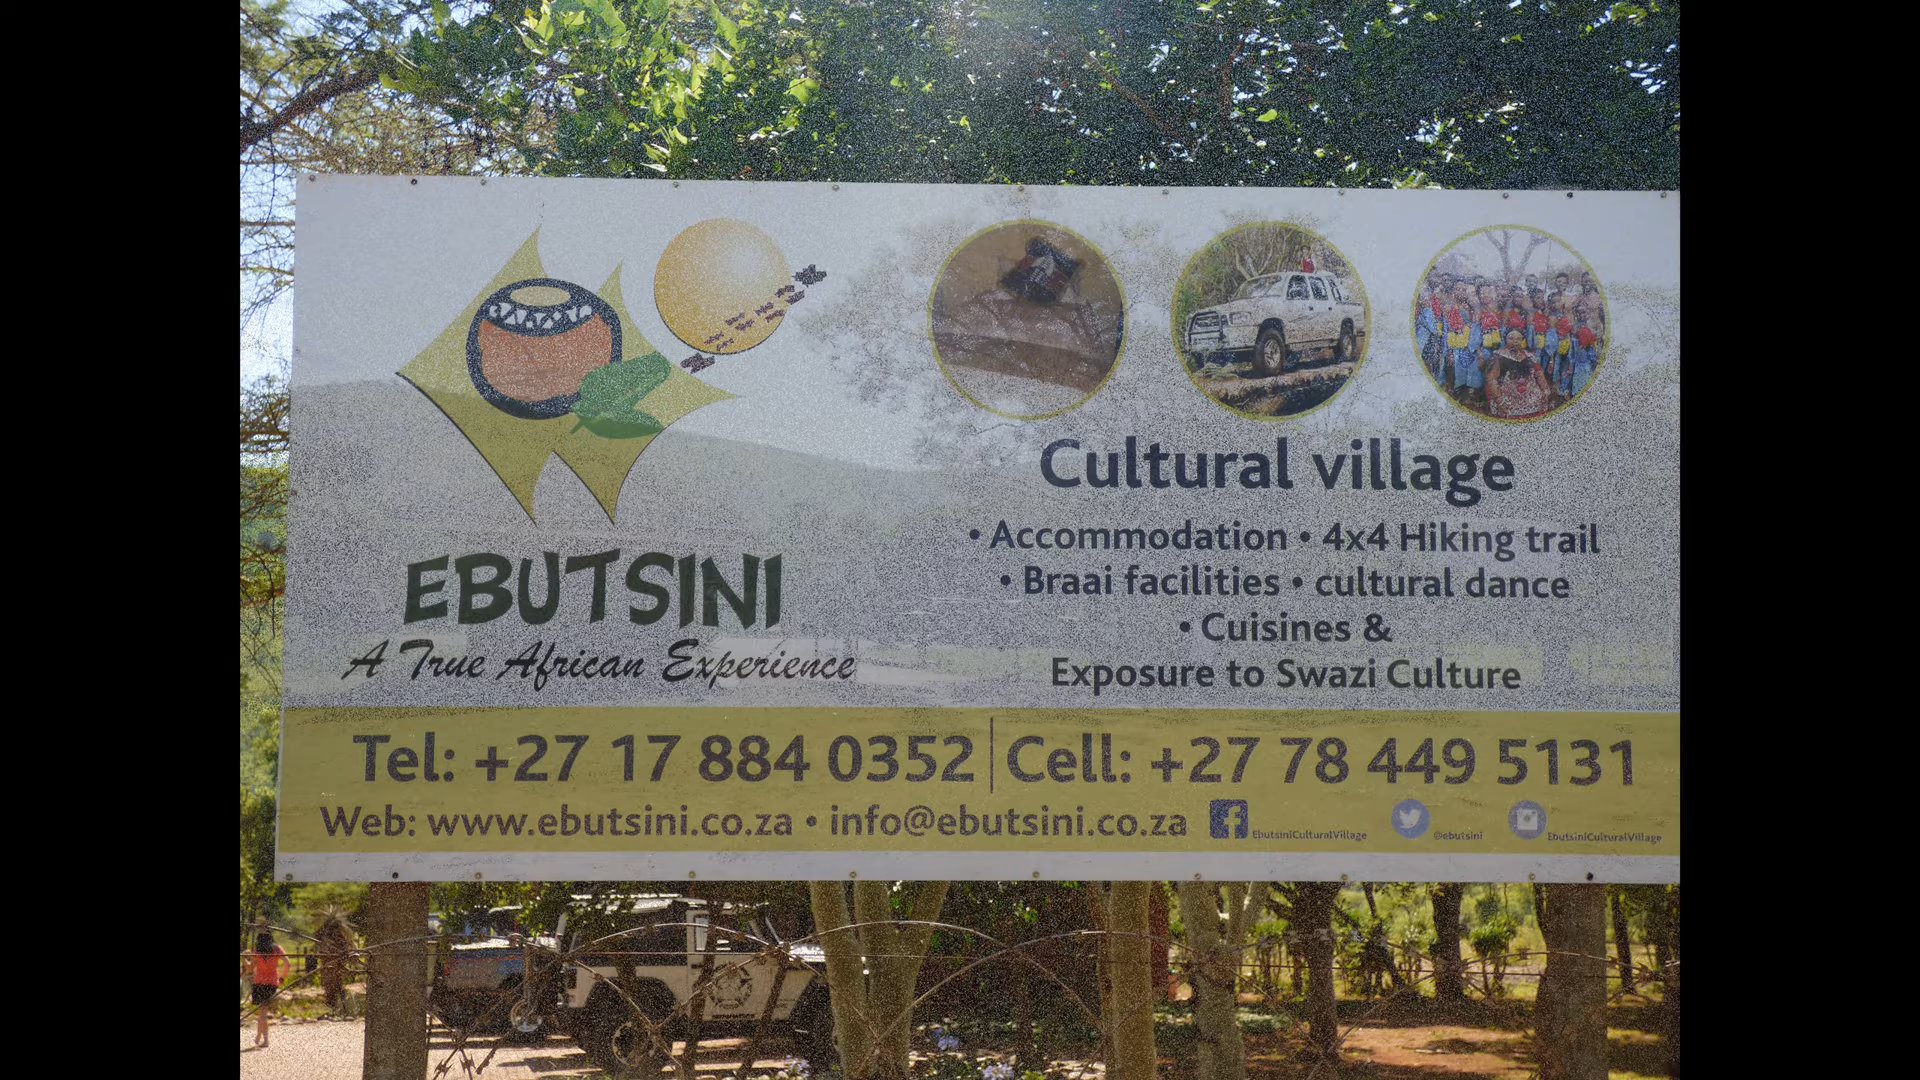 EBUTSINI
A True African Experience
Cultural village
• Accommodation • 4x4 Hiking trail
• Braai facilities • cultural dance
• Cuisines &
Exposure to Swazi Culture
Tel: +27 17 884 0352 | Cell: +27 78 449 5131
Web: www.ebutsini.co.za • info@ebutsini.co.za EbutsiniCulturalVillage @ebutsini EbutsiniCulturalVillage